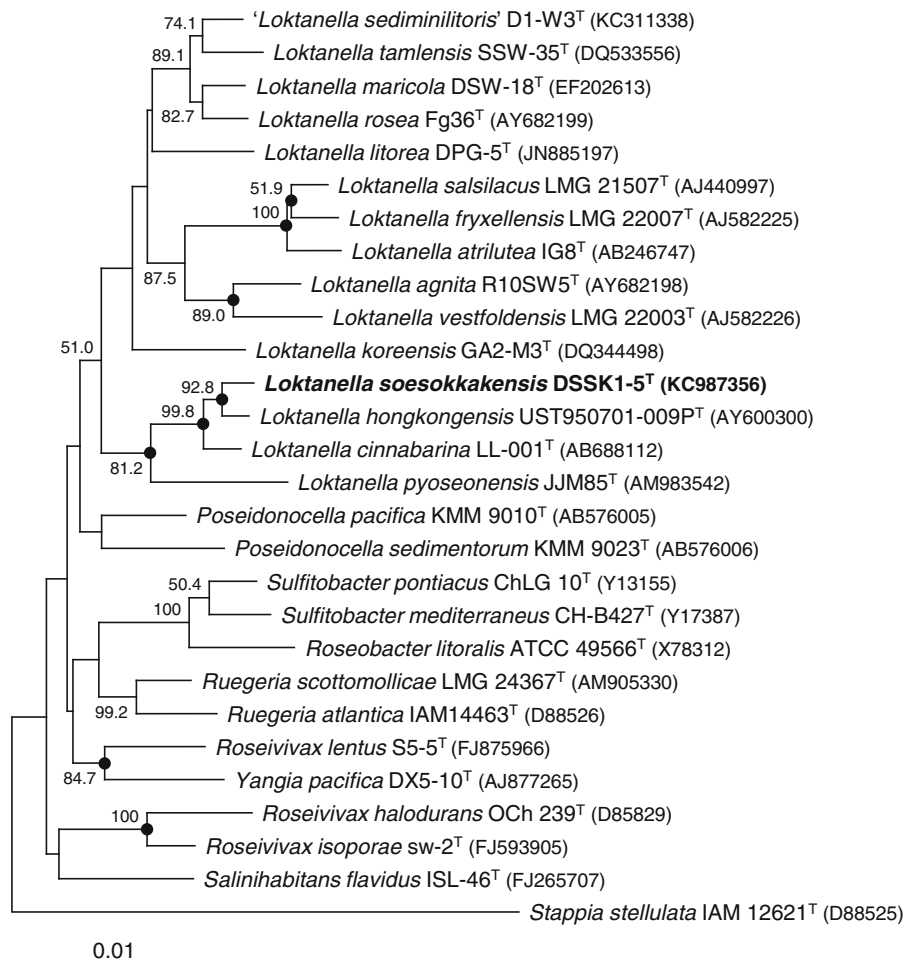 74.1
'Loktanella sediminilitoris' D1-W3T (KC311338)
Loktanella tamlensis SSW-35T (DQ533556)
89.1
Loktanella maricola DSW-18T (EF202613)
82.7
Loktanella rosea Fg36T (AY682199)
Loktanella litorea DPG-5T (JN885197)
51.9
Loktanella salsilacus LMG 21507T (AJ440997)
100
Loktanella fryxellensis LMG 22007T (AJ582225)
Loktanella atrilutea IG8T (AB246747)
87.5
Loktanella agnita R10SW5T (AY682198)
89.0
Loktanella vestfoldensis LMG 22003T (AJ582226)
51.0
Loktanella koreensis GA2-M3T (DQ344498)
92.8
Loktanella soesokkakensis DSSK1-5T (KC987356)
99.8
Loktanella hongkongensis UST950701-009PT (AY600300)
Loktanella cinnabarina LL-001T (AB688112)
81.2
Loktanella pyoseonensis JJM85T (AM983542)
Poseidonocella pacifica KMM 9010T (AB576005)
Poseidonocella sedimentorum KMM 9023T (AB576006)
50.4
Sulfitobacter pontiacus ChLG 10T (Y13155)
100
Sulfitobacter mediterraneus CH-B427T (Y17387)
Roseobacter litoralis ATCC 49566T (X78312)
Ruegeria scottomollicae LMG 24367T (AM905330)
99.2
Ruegeria atlantica IAM14463T (D88526)
Roseivivax lentus S5-5T (FJ875966)
84.7
Yangia pacifica DX5-10T (AJ877265)
100
Roseivivax halodurans OCh 239T (D85829)
Roseivivax isoporae sw-2T (FJ593905)
Salinihabitans flavidus ISL-46T (FJ265707)
Stappia stellulata IAM 12621T (D88525)
0.01